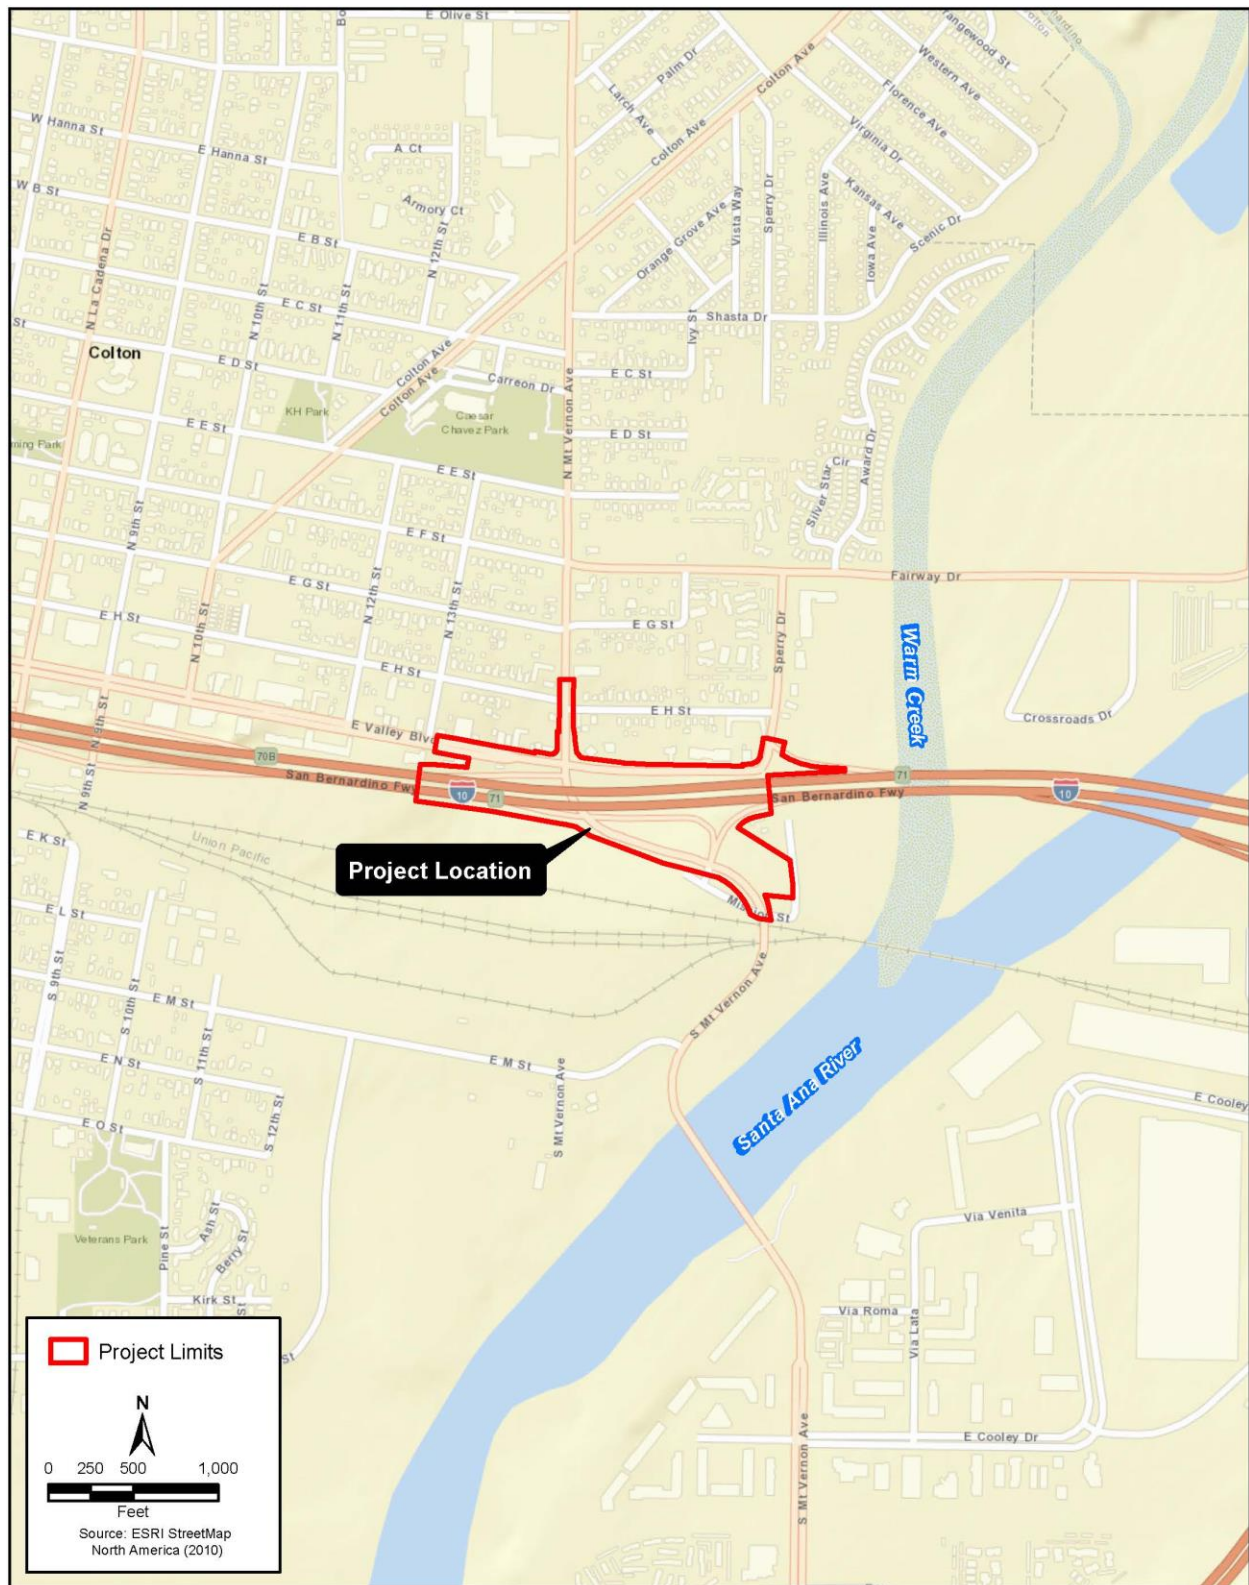 E Olive St
Palm Dr
Colton Ave
Western Ave
Larch Ave
Florence Ave
W Hanna St
E Hanna St
A Ct
Colton Ave
Virginia Dr
W B St
Armory Ct
Kansas Ave
Vista Way
Sperry Dr
Illinois Ave
Iowa Ave
Scenic Dr
E B St
N 12th St
Orange Grove Ave
N La Cadena Dr
N 10th St
N 11th St
E C St
Shasta Dr
Ivy St
St
Colton
E D St
Colton Ave
Colton Ave
Carreon Dr
E C St
KH Park
Caesar
Chavez Park
N Mt Vernon Ave
E E St
E D St
ming Park
E E St
Silver Star Cir
Award Dr
N 9th St
E F St
Fairway Dr
E G St
N 12th St
N 13th St
E G St
E H St
N 10th St
Sperry Dr
Warm Creek
E H St
E H St
Crossroads Dr
N 9th St
E Valley Blvd
70B
San Bernardino Fwy
10
71
71
San Bernardino Fwy
10
N 9th St
Union Pacific
E K St
Project Location
Mission St
E L St
S 9th St
S 10th St
E M St
S Mt Vernon Ave
E M St
E N St
S 11th St
S Mt Vernon Ave
Santa Ana River
E Cooley
E O St
S 12th St
Via Venita
Ash St
Veterans Park
Pine St
Berry St
Kirk St
Via Roma
Via Lata
St
St
Project Limits
N
0 250 500 1,000
Feet
Source: ESRI StreetMap
North America (2010)
E Cooley Dr
S Mt Vernon Ave